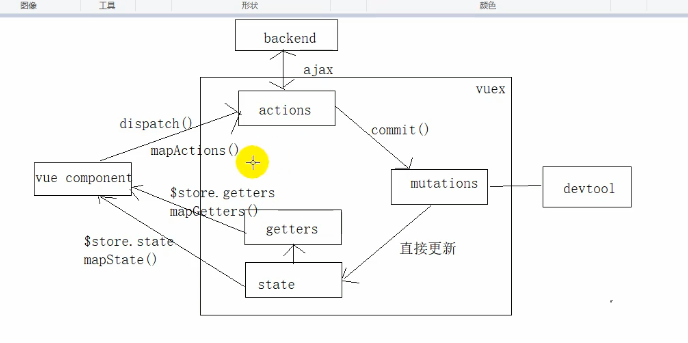 图像
工具
形状
颜色
backend
ajax
vuex
actions
dispatch()
commit()
mapActions()
vue component
mutations
devtool
$store.getters
mapGetters()
getters
$store.state
mapState()
直接更新
state